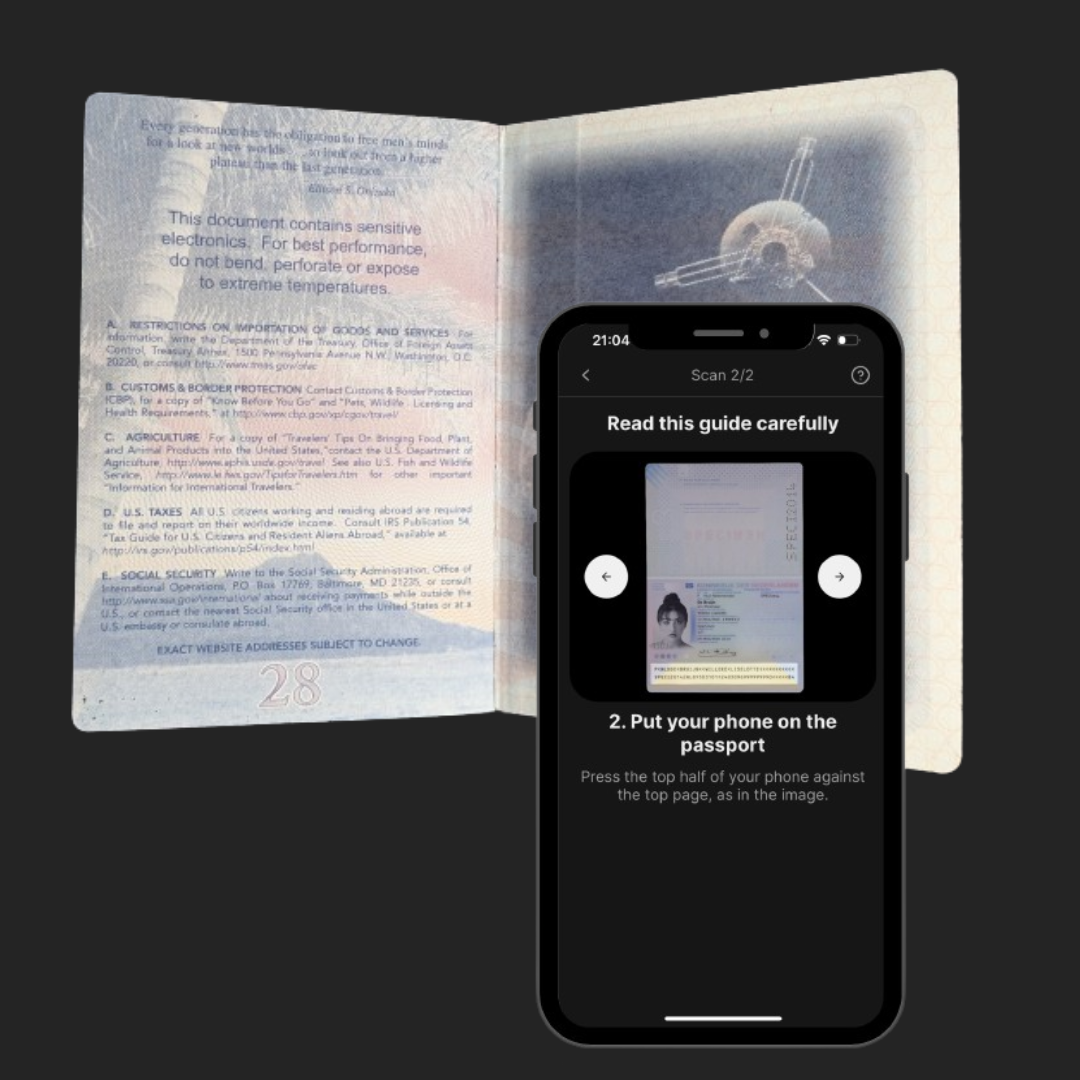 Every generation has the obligation to free men's minds
for a look at new worlds . . . to look out from a higher
plateau than the last generation.
Ellison S. Onizuka
This document contains sensitive
electronics. For best performance,
do not bend, perforate or expose
to extreme temperatures.
A. RESTRICTIONS ON IMPORTATION OF GOODS AND SERVICES For
information, write the Department of the Treasury, Office of Foreign Assets
Control, Treasury Annex, 1500 Pennsylvania Avenue N.W., Washington, D.C.
20220, or consult http://www.treas.gov/ofac
B. CUSTOMS & BORDER PROTECTION Contact Customs & Border Protection
(CBP), for a copy of "Know Before You Go" and "Pets, Wildlife - Licensing and
Health Requirements," at http://www.cbp.gov/xp/cgov/travel/
C. AGRICULTURE For a copy of "Travelers' Tips On Bringing Food, Plant,
and Animal Products into the United States,"contact the U.S. Department of
Agriculture, http://www.aphis.usda.gov/travel See also U.S. Fish and Wildlife
Service, http://www.le.fws.gov/TipsforTravelers.htm for other important
"Information for International Travelers."
D. U.S. TAXES All U.S. citizens working and residing abroad are required
to file and report on their worldwide income. Consult IRS Publication 54,
"Tax Guide for U.S. Citizens and Resident Aliens Abroad," available at
http://irs.gov/publications/p54/index.html
E. SOCIAL SECURITY Write to the Social Security Administration, Office of
International Operations, P.O. Box 17769, Baltimore, MD 21235, or consult
http://www.ssa.gov/international about receiving payments while outside the
U.S., or contact the nearest Social Security office in the United States or at a
U.S. embassy or consulate abroad.
EXACT WEBSITE ADDRESSES SUBJECT TO CHANGE.
28
21:04
Scan 2/2
Read this guide carefully
SPECI2014
SPECIMEN
2. Put your phone on the
passport
Press the top half of your phone against
the top page, as in the image.